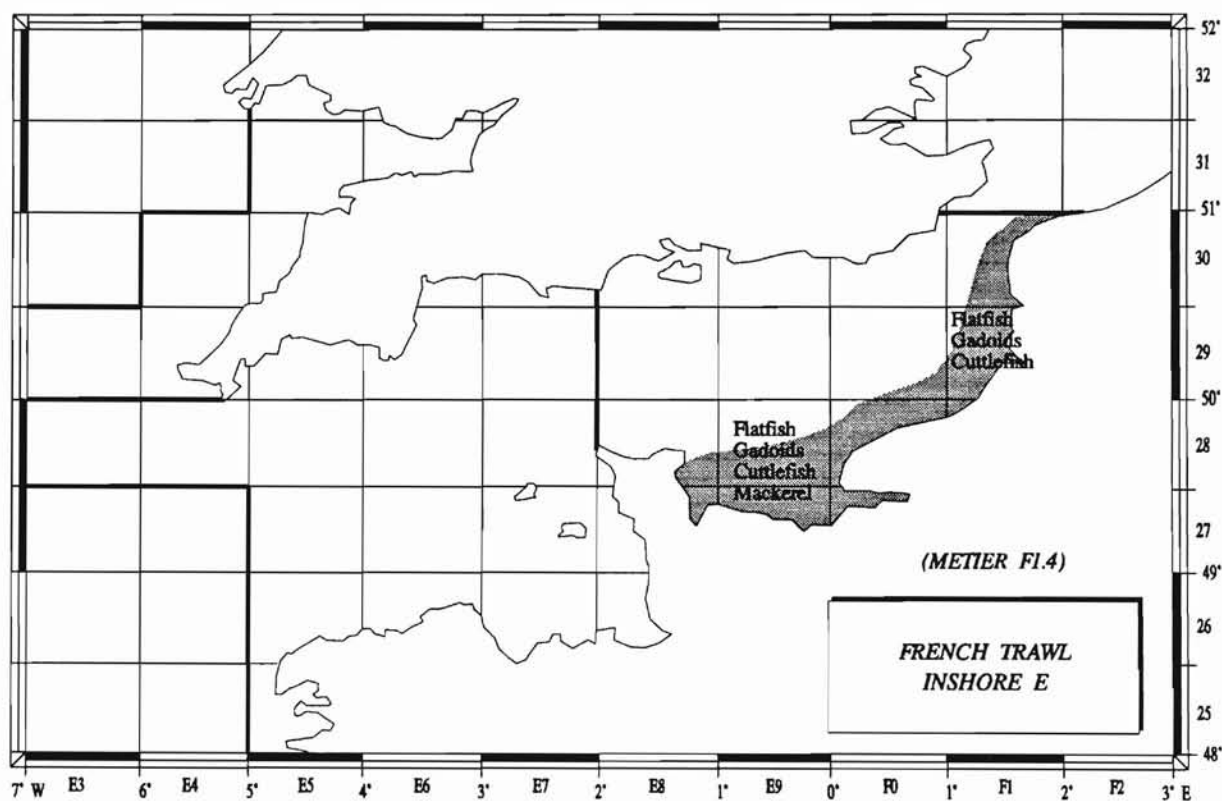 52°
32
31
51°
30
Flatfish
Gadoids
Cuttlefish
29
50°
Flatfish
Gadoids
Cuttlefish
Mackerel
28
27
(METIER F1.4)
49°
26
FRENCH TRAWL
INSHORE E
25
48°
7° W E3 6° E4 5° E5 4° E6 3° E7 2° E8 1° E9 0° F0 1° F1 2° F2 3° E